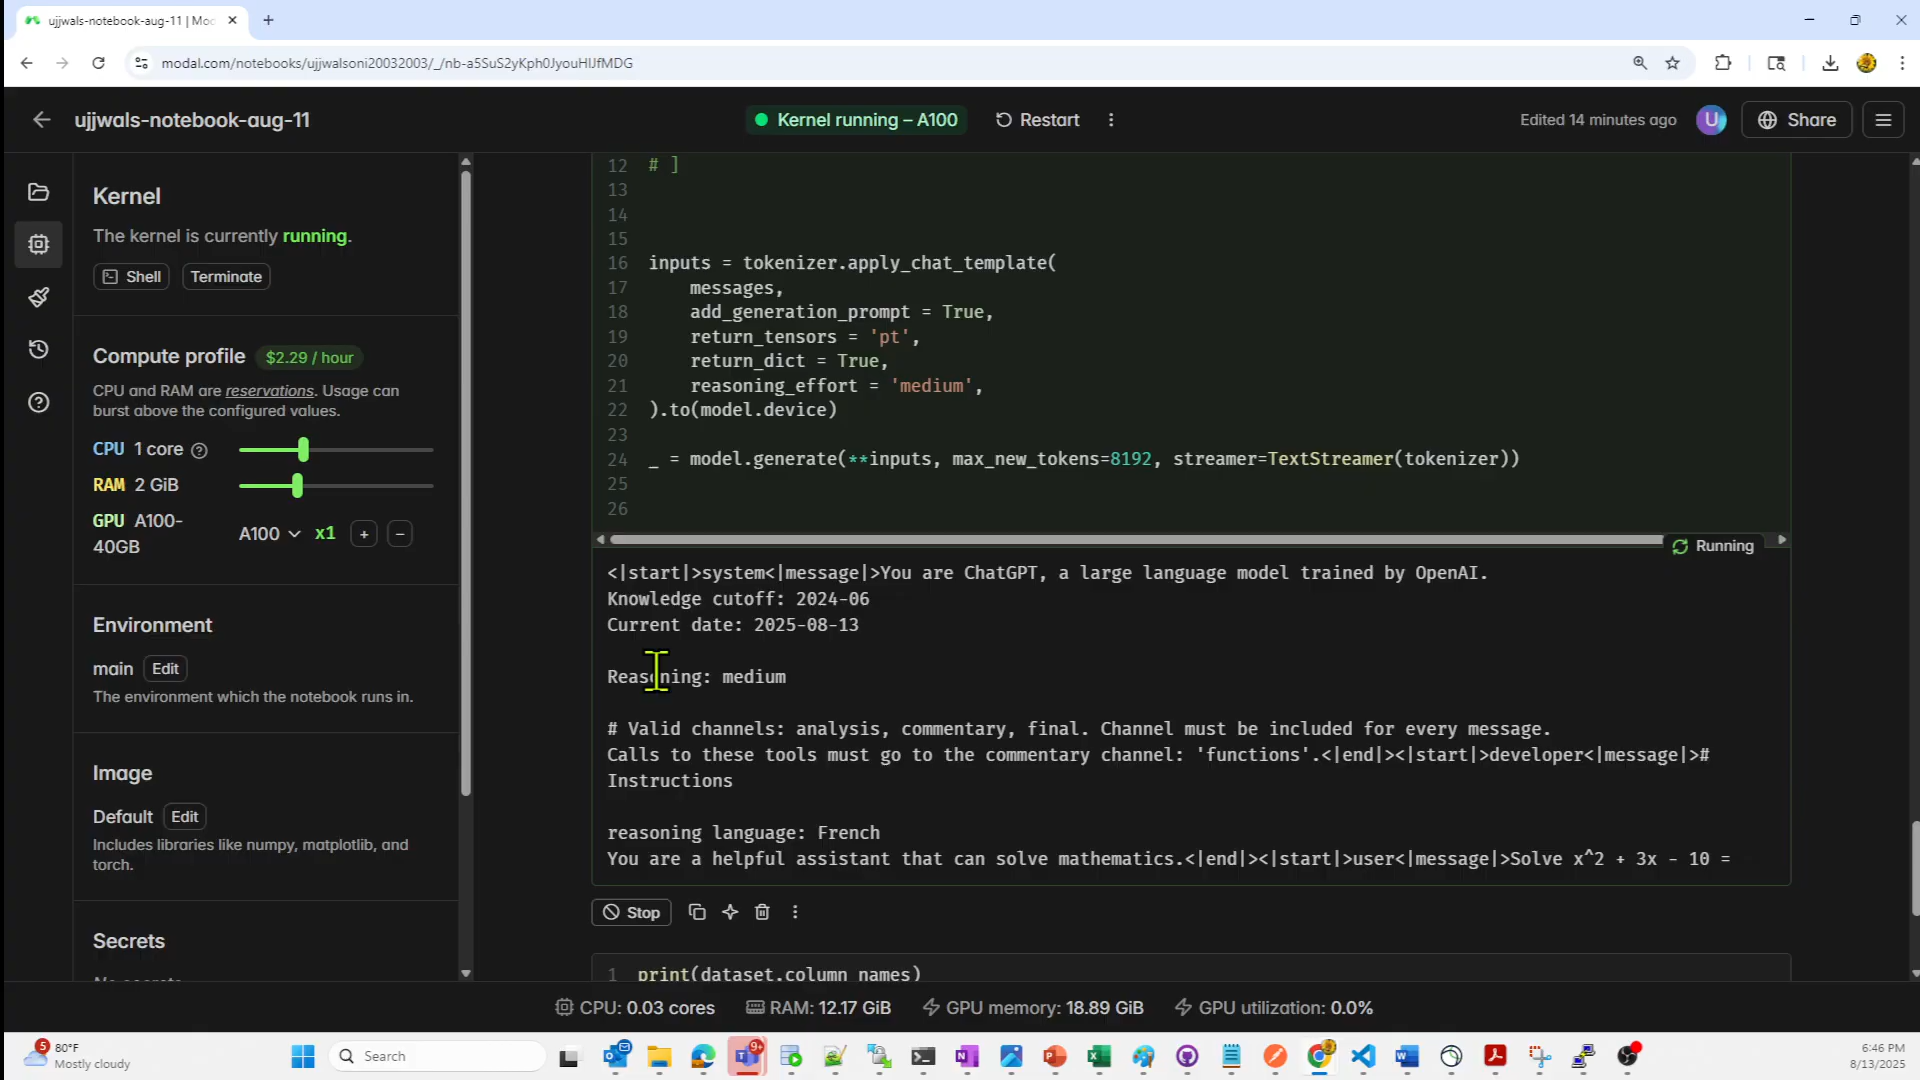 ujjwals-notebook-aug-11 | Moc
modal.com/notebooks/ujjwalsoni20032003/_/nb-a5SuS2yKph0JyouHIJfMDG
ujjwals-notebook-aug-11
Kernel running – A100
Restart
Edited 14 minutes ago
U
Share
Kernel
The kernel is currently running.
Shell
Terminate
Compute profile
$2.29 / hour
CPU and RAM are reservations. Usage can
burst above the configured values.
CPU 1 core
RAM 2 GiB
GPU A100-
40GB
A100
x1
+
−
Environment
main
Edit
The environment which the notebook runs in.
Image
Default
Edit
Includes libraries like numpy, matplotlib, and
torch.
Secrets
No secrets
12 # ]
13
14
15
16 inputs = tokenizer.apply_chat_template(
17 messages,
18 add_generation_prompt = True,
19 return_tensors = 'pt',
20 return_dict = True,
21 reasoning_effort = 'medium',
22 ).to(model.device)
23
24 _ = model.generate(**inputs, max_new_tokens=8192, streamer=TextStreamer(tokenizer))
25
26
Running
<|start|>system<|message|>You are ChatGPT, a large language model trained by OpenAI.
Knowledge cutoff: 2024-06
Current date: 2025-08-13
Reasoning: medium
# Valid channels: analysis, commentary, final. Channel must be included for every message.
Calls to these tools must go to the commentary channel: 'functions'.<|end|><|start|>developer<|message|>#
Instructions
reasoning language: French
You are a helpful assistant that can solve mathematics.<|end|><|start|>user<|message|>Solve x^2 + 3x - 10 =
Stop
1 print(dataset.column_names)
CPU: 0.03 cores
RAM: 12.17 GiB
GPU memory: 18.89 GiB
GPU utilization: 0.0%
5
80°F
Mostly cloudy
Search
9+
6:46 PM
8/13/2025